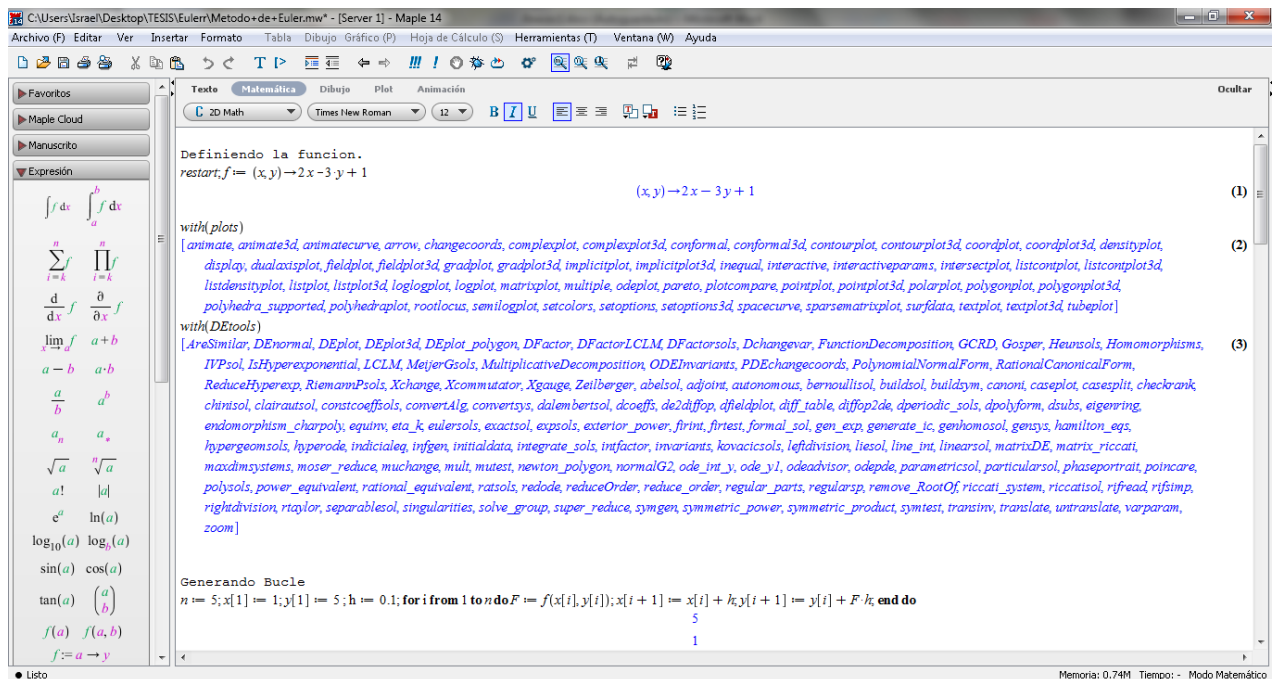 C:\Users\Israel\Desktop\TESIS\Eulerr\Metodo+de+Euler.mw* - [Server 1] - Maple 14
Archivo (F) Editar Ver Insertar Formato Tabla Dibujo Gráfico (P) Hoja de Cálculo (S) Herramientas (T) Ventana (W) Ayuda
Favoritos
Maple Cloud
Manuscrito
Expresión
∫f dx ∫_a^b f dx
∑_{i=k}^n f ∏_{i=k}^n f
d/dx f ∂/∂x f
lim_{x→a} f a+b
a−b a·b
a/b a^b
a_n a_*
√a ⁿ√a
a! |a|
e^a ln(a)
log₁₀(a) log_b(a)
sin(a) cos(a)
tan(a) (a b)
f(a) f(a, b)
f := a → y
Texto Matemática Dibujo Plot Animación Ocultar
C 2D Math Times New Roman 12 B I U
Definiendo la funcion.
restart; f := (x, y)→2 x -3·y + 1
(x, y)→2 x − 3 y + 1 (1)
with(plots)
[animate, animate3d, animatecurve, arrow, changecoords, complexplot, complexplot3d, conformal, conformal3d, contourplot, contourplot3d, coordplot, coordplot3d, densityplot, (2)
display, dualaxisplot, fieldplot, fieldplot3d, gradplot, gradplot3d, implicitplot, implicitplot3d, inequal, interactive, interactiveparams, intersectplot, listcontplot, listcontplot3d,
listdensityplot, listplot, listplot3d, loglogplot, logplot, matrixplot, multiple, odeplot, pareto, plotcompare, pointplot, pointplot3d, polarplot, polygonplot, polygonplot3d,
polyhedra_supported, polyhedraplot, rootlocus, semilogplot, setcolors, setoptions, setoptions3d, spacecurve, sparsematrixplot, surfdata, textplot, textplot3d, tubeplot]
with(DEtools)
[AreSimilar, DEnormal, DEplot, DEplot3d, DEplot_polygon, DFactor, DFactorLCLM, DFactorsols, Dchangevar, FunctionDecomposition, GCRD, Gosper, Heunsols, Homomorphisms, (3)
IVPsol, IsHyperexponential, LCLM, MeijerGsols, MultiplicativeDecomposition, ODEInvariants, PDEchangecoords, PolynomialNormalForm, RationalCanonicalForm,
ReduceHyperexp, RiemannPsols, Xchange, Xcommutator, Xgauge, Zeilberger, abelsol, adjoint, autonomous, bernoullisol, buildsol, buildsym, canoni, caseplot, casesplit, checkrank,
chinisol, clairautsol, constcoeffsols, convertAlg, convertsys, dalembertsol, dcoeffs, de2diffop, dfieldplot, diff_table, diffop2de, dperiodic_sols, dpolyform, dsubs, eigenring,
endomorphism_charpoly, equinv, eta_k, eulersols, exactsol, expsols, exterior_power, firint, firtest, formal_sol, gen_exp, generate_ic, genhomosol, gensys, hamilton_eqs,
hypergeomsols, hyperode, indicialeq, infgen, initialdata, integrate_sols, intfactor, invariants, kovacicsols, leftdivision, liesol, line_int, linearsol, matrixDE, matrix_riccati,
maxdimsystems, moser_reduce, muchange, mult, mutest, newton_polygon, normalG2, ode_int_y, ode_y1, odeadvisor, odepde, parametricsol, particularsol, phaseportrait, poincare,
polysols, power_equivalent, rational_equivalent, ratsols, redode, reduceOrder, reduce_order, regular_parts, regularsp, remove_RootOf, riccati_system, riccatisol, rifread, rifsimp,
rightdivision, rtaylor, separablesol, singularities, solve_group, super_reduce, symgen, symmetric_power, symmetric_product, symtest, transinv, translate, untranslate, varparam,
zoom]
Generando Bucle
n := 5; x[1] := 1; y[1] := 5 ; h := 0.1; for i from 1 to n do F := f(x[i], y[i]); x[i + 1] := x[i] + h; y[i + 1] := y[i] + F·h; end do
5
1
Listo Memoria: 0.74M Tiempo: - Modo Matemático